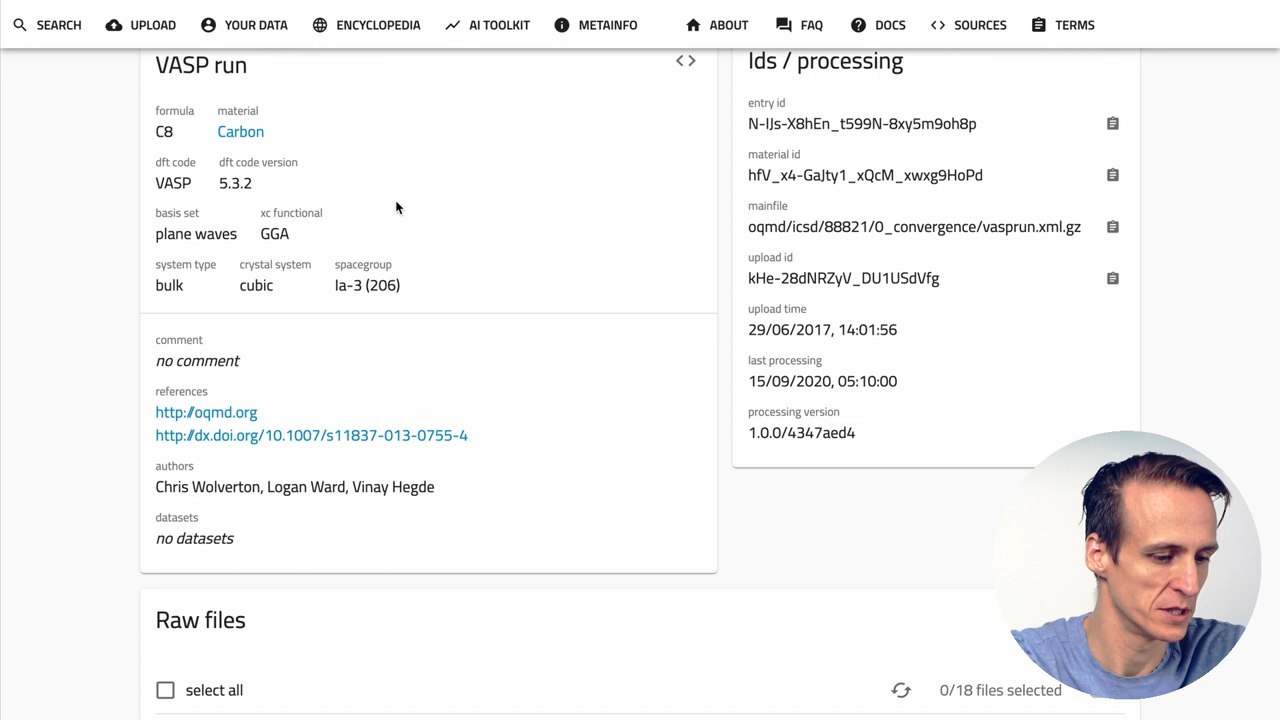 SEARCH UPLOAD YOUR DATA ENCYCLOPEDIA AI TOOLKIT METAINFO ABOUT FAQ DOCS SOURCES TERMS
VASP run
formula material
C8 Carbon
dft code dft code version
VASP 5.3.2
basis set xc functional
plane waves GGA
system type crystal system spacegroup
bulk cubic Ia-3 (206)
comment
no comment
references
http://oqmd.org
http://dx.doi.org/10.1007/s11837-013-0755-4
authors
Chris Wolverton, Logan Ward, Vinay Hegde
datasets
no datasets
Ids / processing
entry id
N-IJs-X8hEn_t599N-8xy5m9oh8p
material id
hfV_x4-GaJty1_xQcM_xwxg9HoPd
mainfile
oqmd/icsd/88821/0_convergence/vasprun.xml.gz
upload id
kHe-28dNRZyV_DU1USdVfg
upload time
29/06/2017, 14:01:56
last processing
15/09/2020, 05:10:00
processing version
1.0.0/4347aed4
Raw files
select all 0/18 files selected